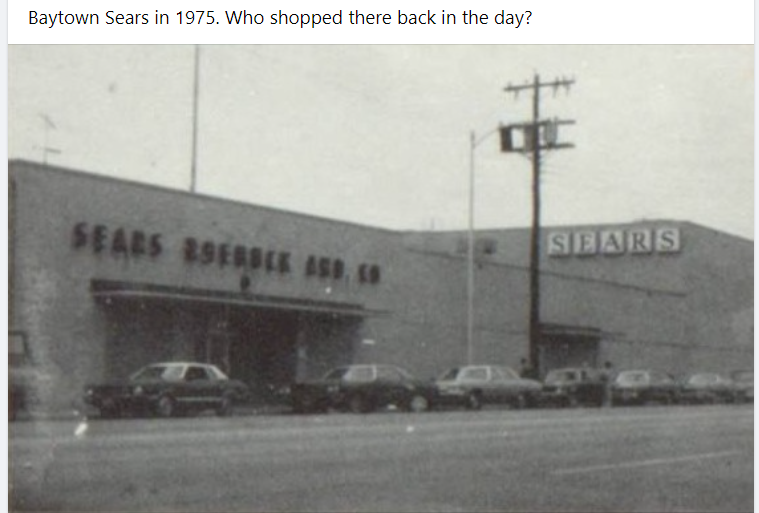 Baytown Sears in 1975. Who shopped there back in the day?
SEARS ROEBUCK AND CO
SEARS